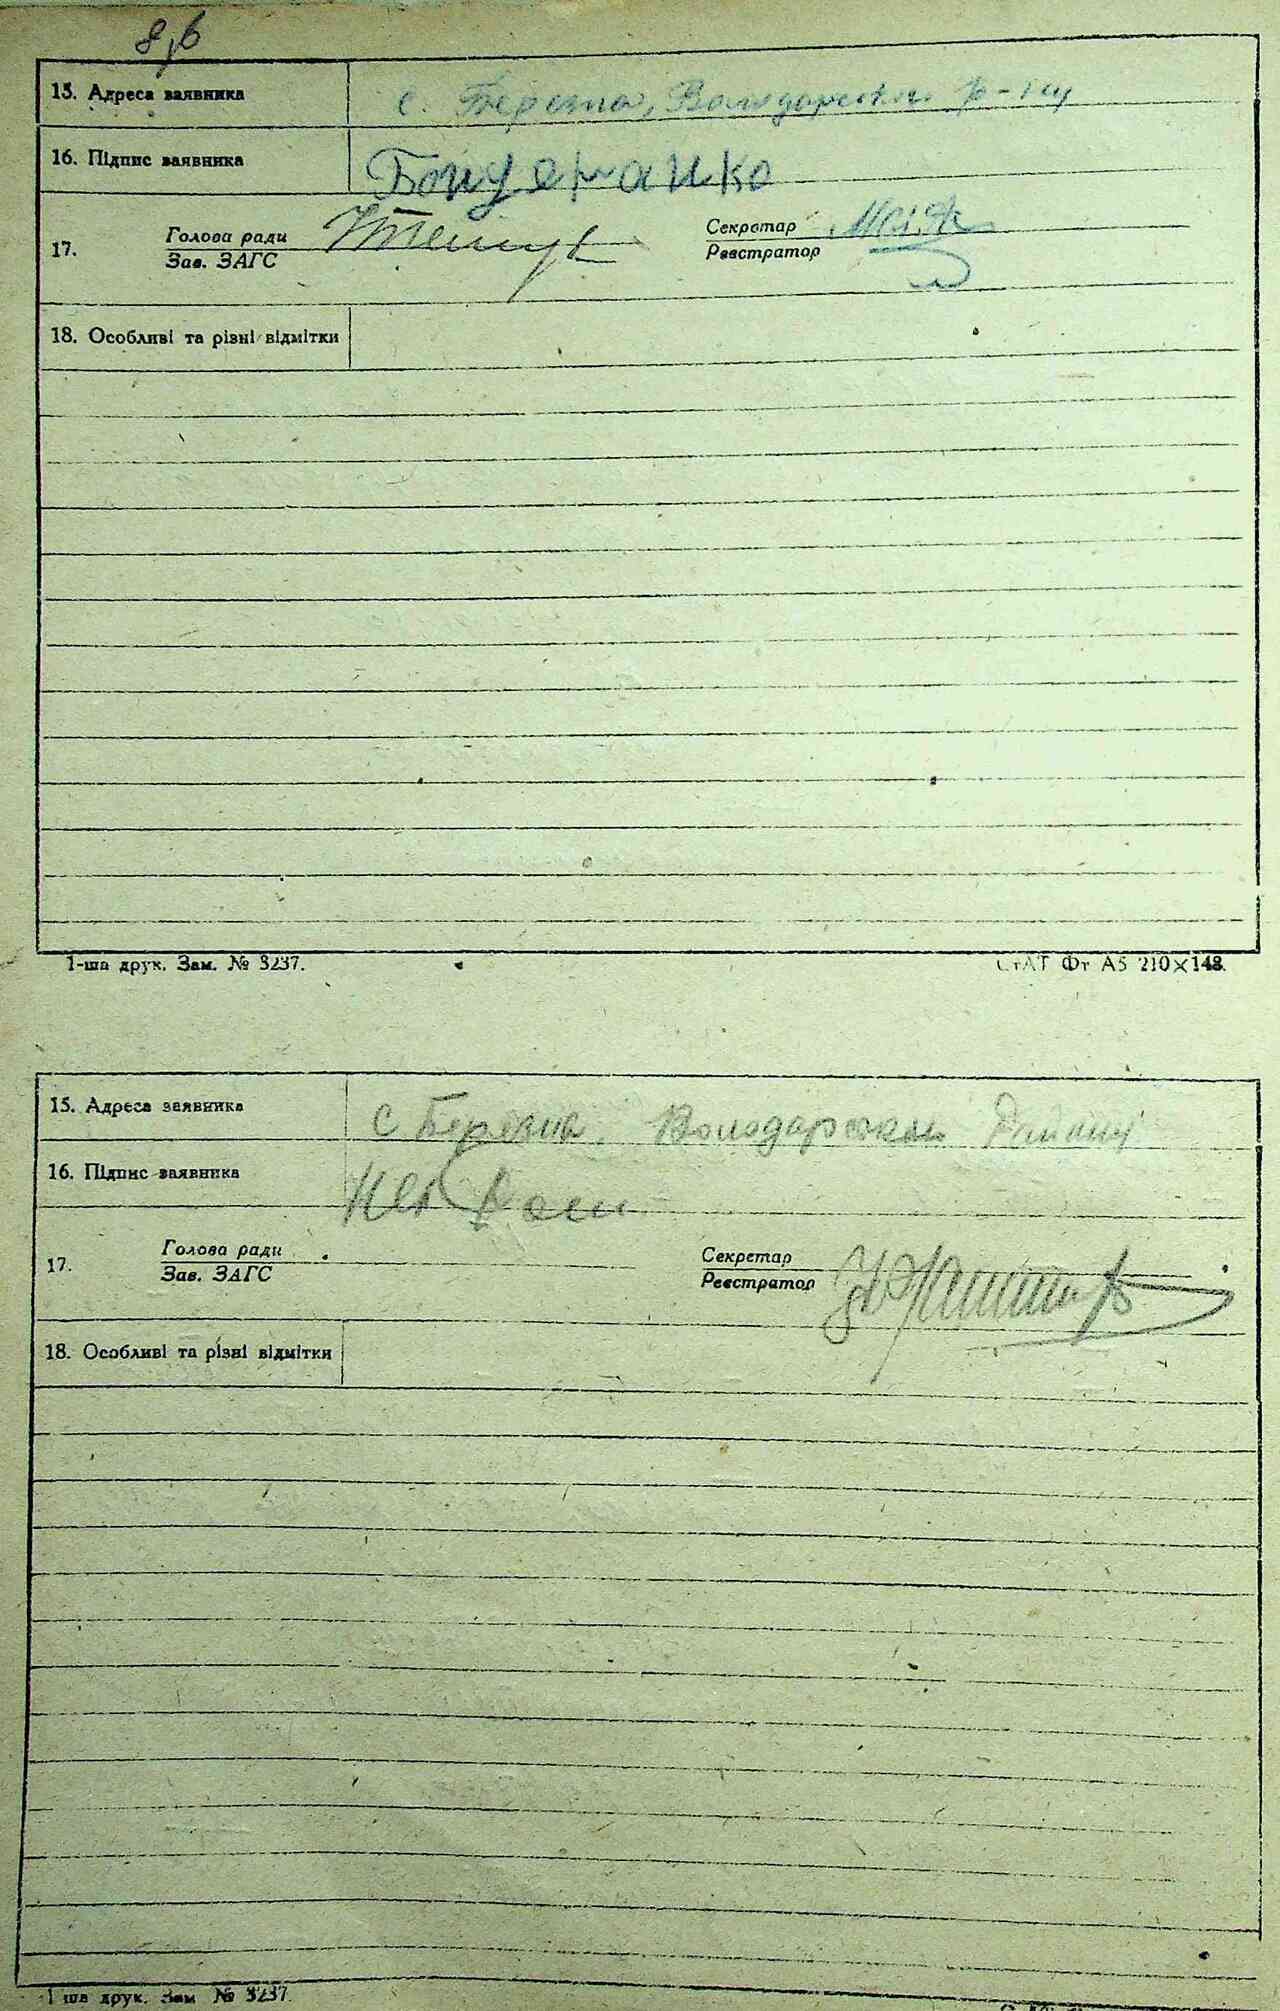 8,б
15. Адреса заявника с. Березна, Володарськ. р-ну
16. Підпис заявника
17. Голова ради Секретар
Зав. ЗАГС Реєстратор
18. Особливі та різні відмітки
1-ша друк. Зам. № 3237. СтАТ Фт А5 210×148.
15. Адреса заявника с Березна, Володарськ. району
16. Підпис заявника
17. Голова ради Секретар
Зав. ЗАГС Реєстратор
18. Особливі та різні відмітки
1 ша друк. Зам № 3237.